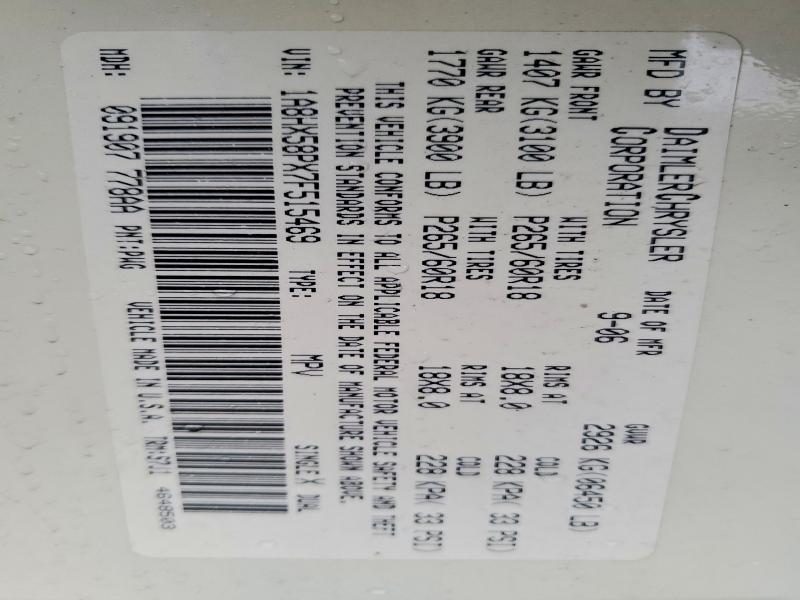 MFD BY DAIMLERCHRYSLER CORPORATION DATE OF MFR 9-06 GVWR 2926 KG(06450 LB)
GAWR FRONT WITH TIRES RIMS AT COLD
1407 KG(3100 LB) P265/60R18 18X8.0 228 KPA( 33 PSI)
GAWR REAR WITH TIRES RIMS AT COLD
1770 KG(3900 LB) P265/60R18 18X8.0 228 KPA( 33 PSI)
THIS VEHICLE CONFORMS TO ALL APPLICABLE FEDERAL MOTOR VEHICLE SAFETY AND THEFT
PREVENTION STANDARDS IN EFFECT ON THE DATE OF MANUFACTURE SHOWN ABOVE.
VIN: 1A8HX58PX7F515469 TYPE: MPV SINGLE X DUAL
MDH: 091907 778AA PNT:PWG VEHICLE MADE IN U.S.A. TRM:57J1 4648503